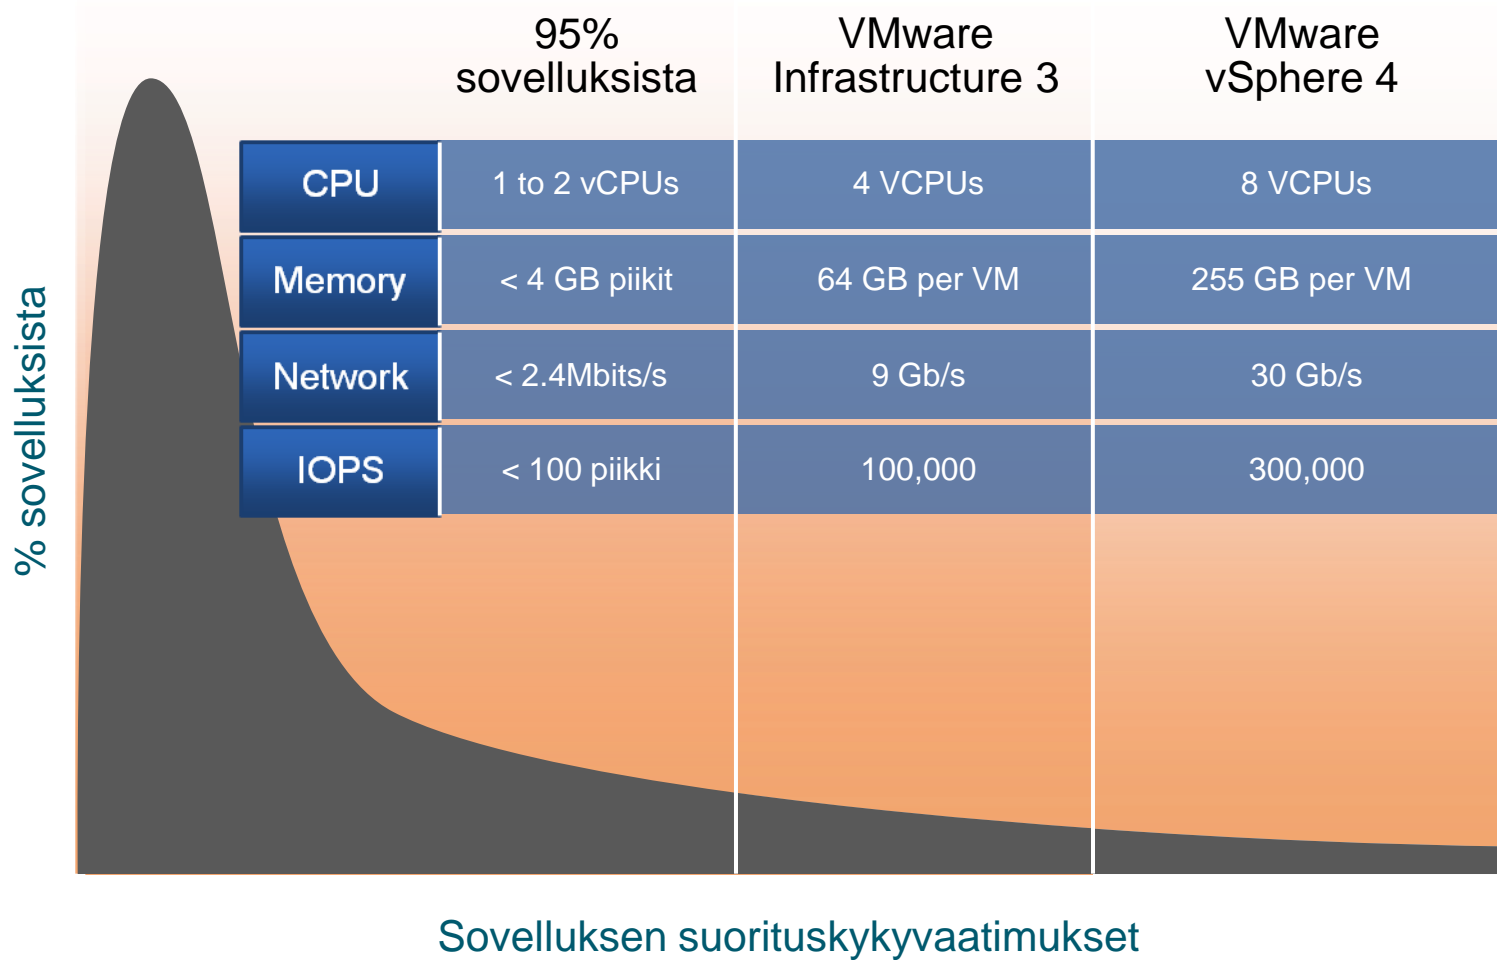 95%
sovelluksista
VMware
Infrastructure 3
VMware
vSphere 4
CPU
1 to 2 vCPUs
4 VCPUs
8 VCPUs
Memory
< 4 GB piikit
64 GB per VM
255 GB per VM
Network
< 2.4Mbits/s
9 Gb/s
30 Gb/s
IOPS
< 100 piikki
100,000
300,000
% sovelluksista
Sovelluksen suorituskykyvaatimukset